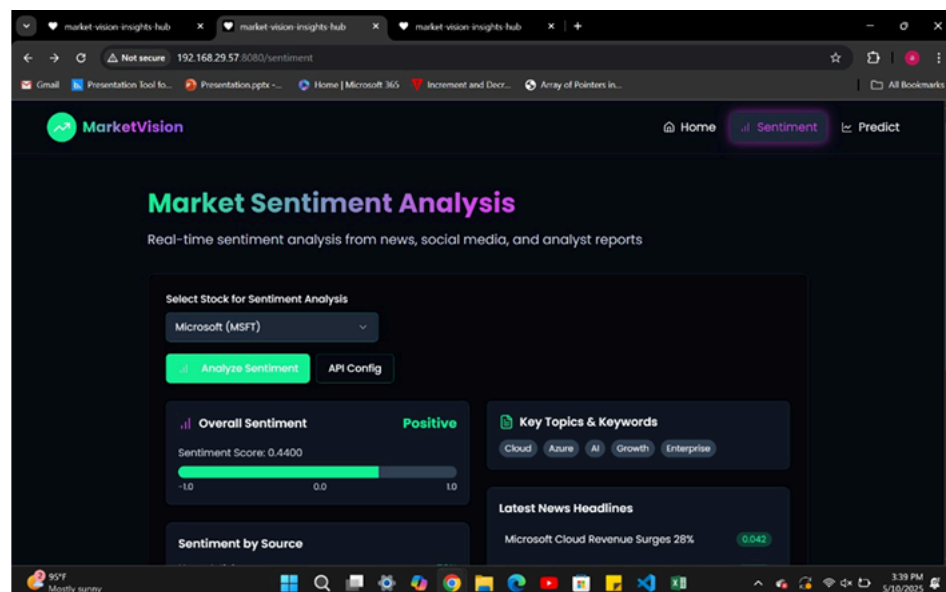 market-vision-insights-hub
market-vision-insights-hub
market-vision-insights-hub
Not secure 192.168.29.57:8080/sentiment
Gmail Presentation Tool fo... Presentation.pptx -... Home | Microsoft 365 Increment and Decr... Array of Pointers in... All Bookmarks
MarketVision
Home Sentiment Predict
Market Sentiment Analysis
Real-time sentiment analysis from news, social media, and analyst reports
Select Stock for Sentiment Analysis
Microsoft (MSFT)
Analyze Sentiment API Config
Overall Sentiment Positive
Sentiment Score: 0.4400
-1.0 0.0 1.0
Key Topics & Keywords
Cloud Azure AI Growth Enterprise
Sentiment by Source
Latest News Headlines
Microsoft Cloud Revenue Surges 28% 0.042
95°F
Mostly sunny
3:39 PM
5/10/2025